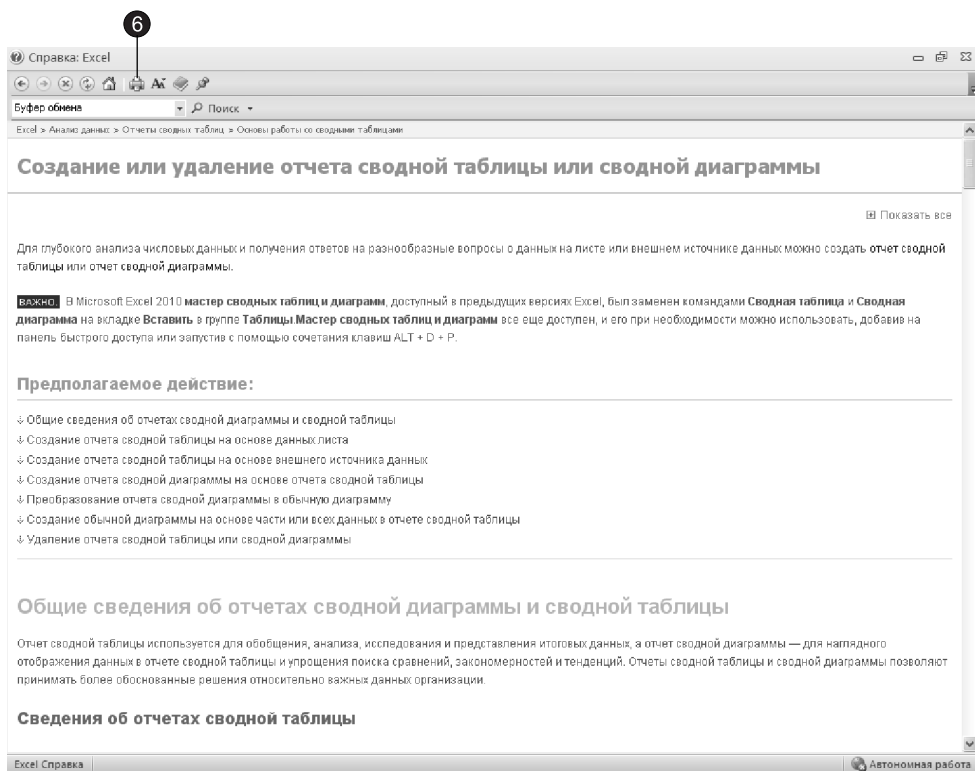 6
Справка: Excel
Буфер обмена Поиск
Excel > Анализ данных > Отчеты сводных таблиц > Основы работы со сводными таблицами
Создание или удаление отчета сводной таблицы или сводной диаграммы
Показать все
Для глубокого анализа числовых данных и получения ответов на разнообразные вопросы о данных на листе или внешнем источнике данных можно создать отчет сводной
таблицы или отчет сводной диаграммы.
ВАЖНО. В Microsoft Excel 2010 мастер сводных таблиц и диаграмм, доступный в предыдущих версиях Excel, был заменен командами Сводная таблица и Сводная
диаграмма на вкладке Вставить в группе Таблицы.Мастер сводных таблиц и диаграмм все еще доступен, и его при необходимости можно использовать, добавив на
панель быстрого доступа или запустив с помощью сочетания клавиш ALT + D + P.
Предполагаемое действие:
Общие сведения об отчетах сводной диаграммы и сводной таблицы
Создание отчета сводной таблицы на основе данных листа
Создание отчета сводной таблицы на основе внешнего источника данных
Создание отчета сводной диаграммы на основе отчета сводной таблицы
Преобразование отчета сводной диаграммы в обычную диаграмму
Создание обычной диаграммы на основе части или всех данных в отчете сводной таблицы
Удаление отчета сводной таблицы или сводной диаграммы
Общие сведения об отчетах сводной диаграммы и сводной таблицы
Отчет сводной таблицы используется для обобщения, анализа, исследования и представления итоговых данных, а отчет сводной диаграммы — для наглядного
отображения данных в отчете сводной таблицы и упрощения поиска сравнений, закономерностей и тенденций. Отчеты сводной таблицы и сводной диаграммы позволяют
принимать более обоснованные решения относительно важных данных организации.
Сведения об отчетах сводной таблицы
Excel Справка Автономная работа